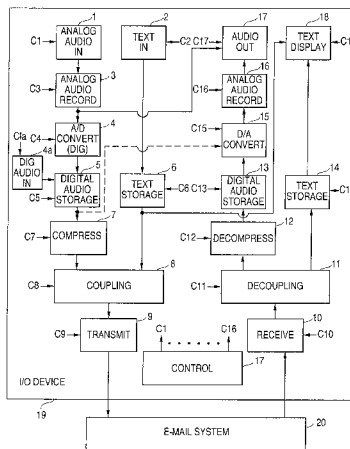 1
2
17
18
C1
ANALOG AUDIO IN
TEXT IN
C2
C17
AUDIO OUT
TEXT DISPLAY
C1
C3
ANALOG AUDIO RECORD
3
C16
ANALOG AUDIO RECORD
16
C4
A/D CONVERT (DIG)
4
C15
D/A CONVERT.
15
CIa
DIG AUDIO IN
4a
C5
DIGITAL AUDIO STORAGE
5
TEXT STORAGE
6
C6
C13
DIGITAL AUDIO STORAGE
13
TEXT STORAGE
14
C1
C7
COMPRESS
7
C12
DECOMPRESS
12
C8
COUPLING
8
C11
DECOUPLING
11
C9
TRANSMIT
9
C1
C16
RECEIVE
10
C10
CONTROL
17
I/O DEVICE
19
E-MAIL SYSTEM
20